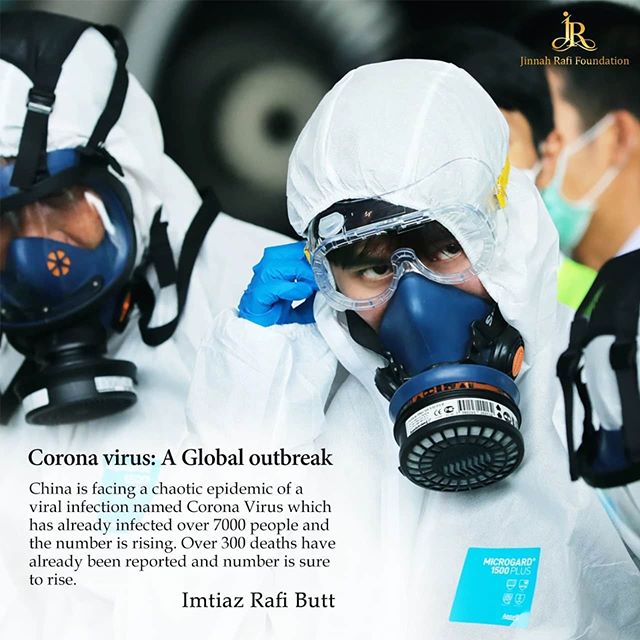 Jinnah Rafi Foundation
Corona virus: A Global outbreak
China is facing a chaotic epidemic of a
viral infection named Corona Virus which
has already infected over 7000 people and
the number is rising. Over 300 deaths have
already been reported and number is sure
to rise.
Imtiaz Rafi Butt
MICROGARD®
1500 PLUS